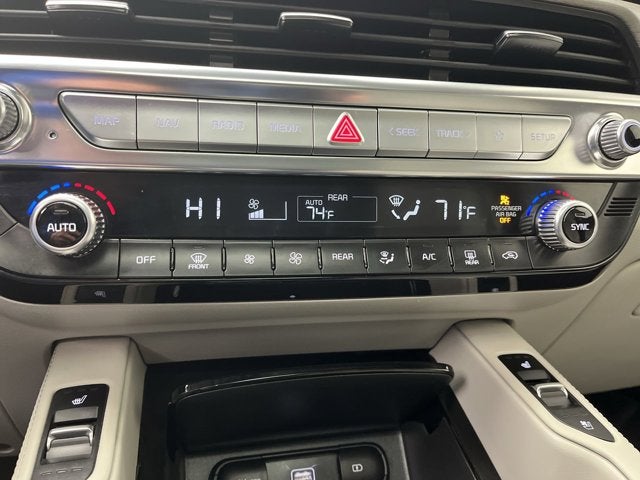 MAP NAV RADIO MEDIA < SEEK TRACK > SETUP
HI AUTO REAR 74°F 71°F PASSENGER AIR BAG OFF
AUTO SYNC
OFF FRONT REAR A/C REAR